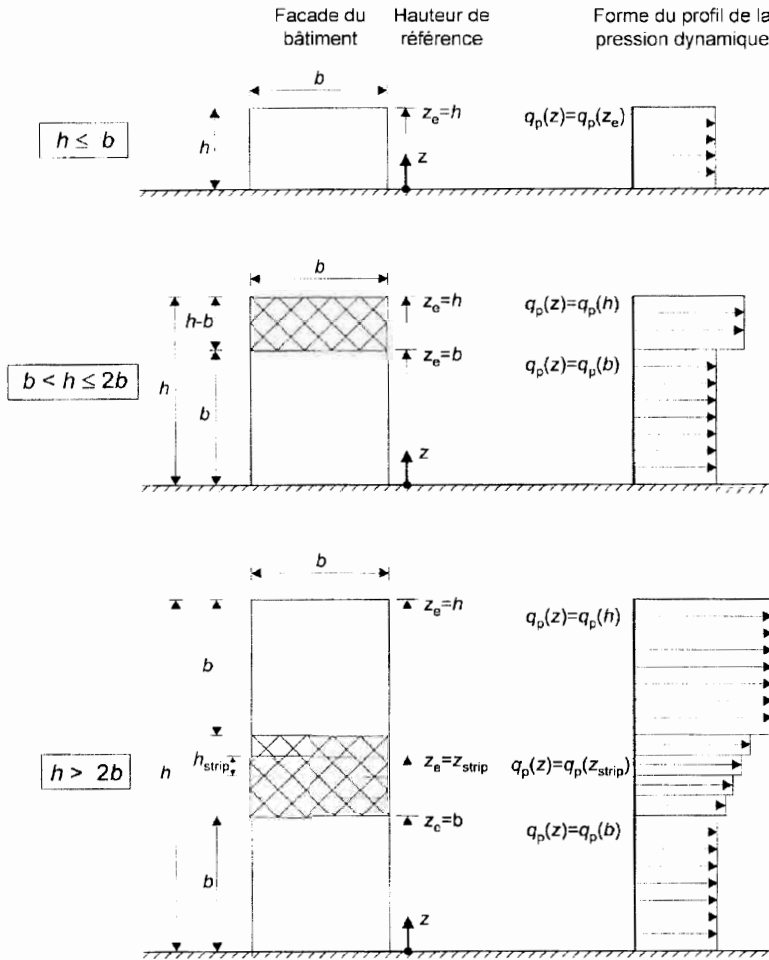 Facade du
bâtiment
Hauteur de
référence
Forme du profil de la
pression dynamique
h ≤ b
b
h
z_e=h
z
q_p(z)=q_p(z_e)
b < h ≤ 2b
b
h-b
h
b
z_e=h
z_e=b
z
q_p(z)=q_p(h)
q_p(z)=q_p(b)
h > 2b
b
b
h
h_strip
b
z_e=h
z_e=z_strip
z_e=b
z
q_p(z)=q_p(h)
q_p(z)=q_p(z_strip)
q_p(z)=q_p(b)